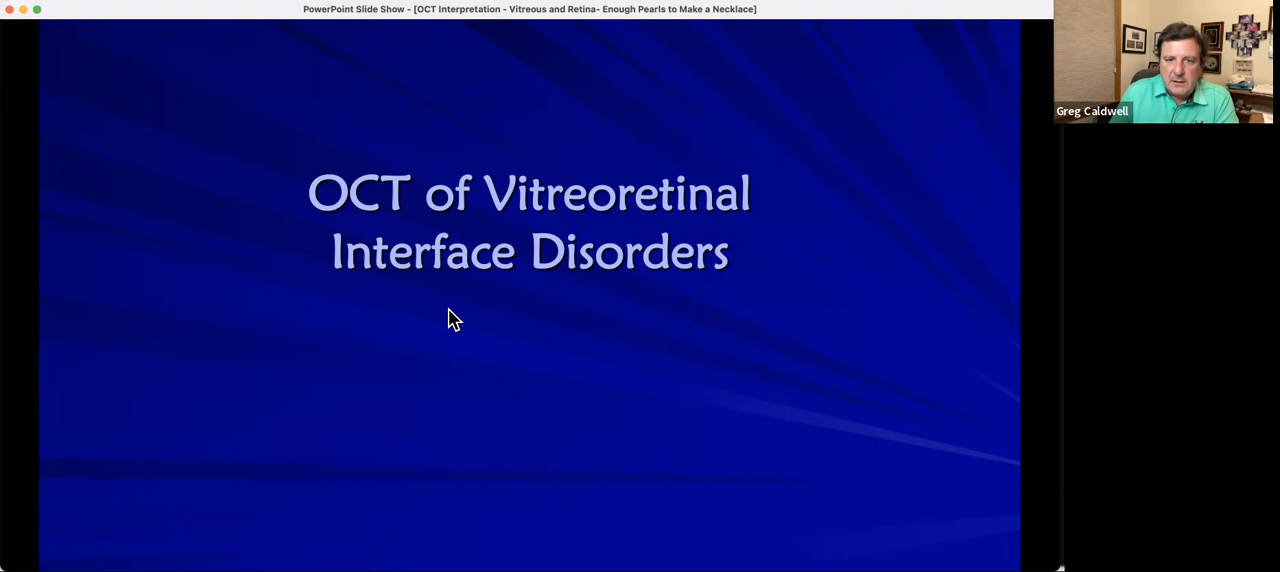 PowerPoint Slide Show - [OCT Interpretation - Vitreous and Retina- Enough Pearls to Make a Necklace]
OCT of Vitreoretinal
Interface Disorders
Greg Caldwell